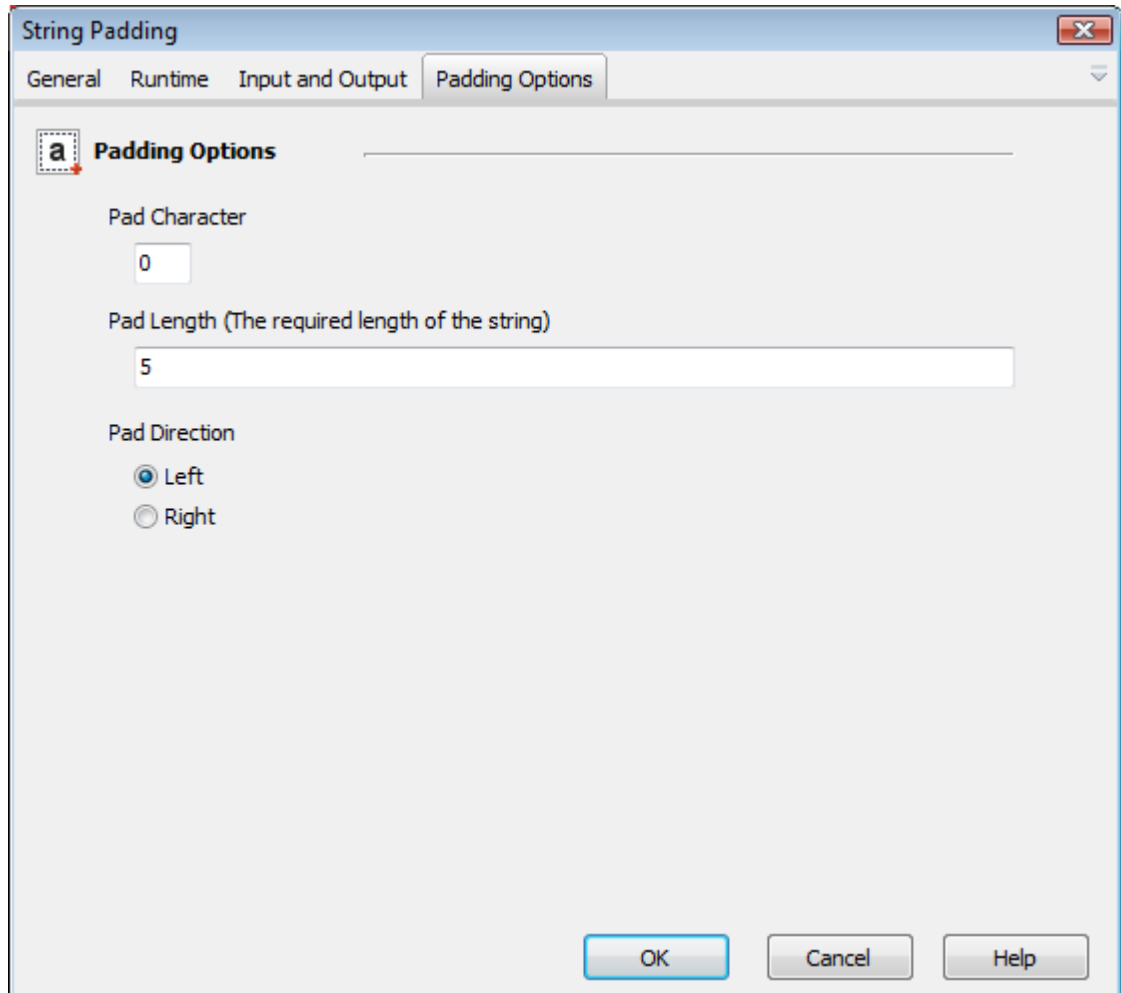 String Padding
General Runtime Input and Output Padding Options
a Padding Options
Pad Character
0
Pad Length (The required length of the string)
5
Pad Direction
Left
Right
OK Cancel Help